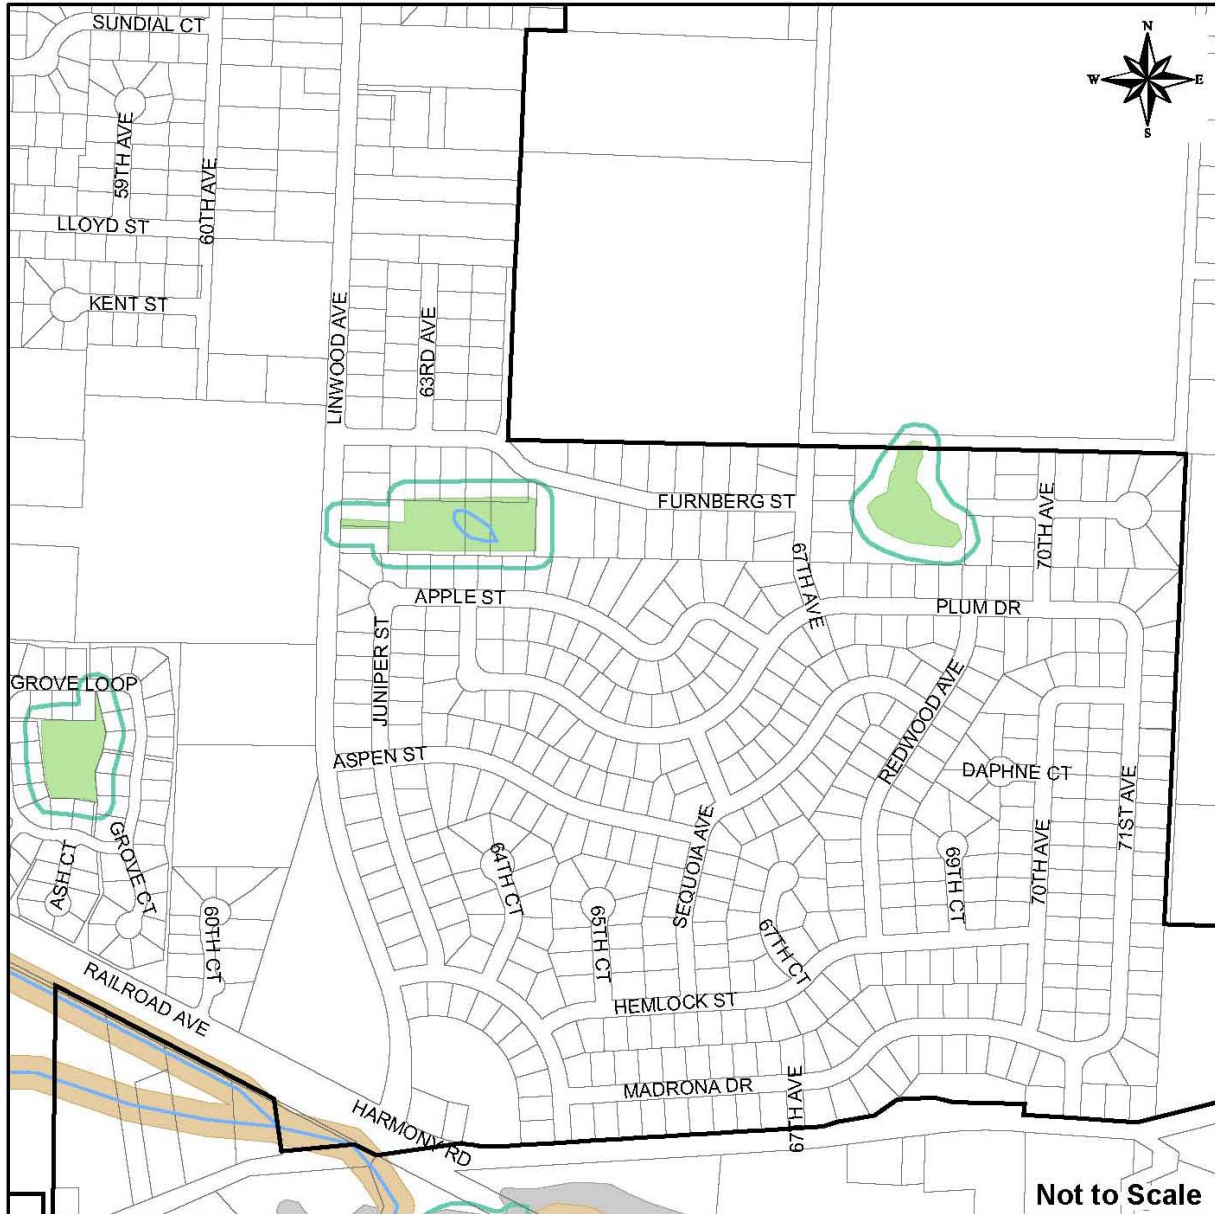 SUNDIAL CT
N
W
E
S
59TH AVE
60TH AVE
LLOYD ST
KENT ST
LINWOOD AVE
63RD AVE
FURNBERG ST
70TH AVE
67TH AVE
APPLE ST
PLUM DR
JUNIPER ST
GROVE LOOP
REDWOOD AVE
ASPEN ST
DAPHNE CT
71ST AVE
SEQUOIA AVE
70TH AVE
64TH CT
69TH CT
GROVE CT
ASH CT
60TH CT
65TH CT
67TH CT
RAILROAD AVE
HEMLOCK ST
MADRONA DR
67TH AVE
HARMONY RD
Not to Scale